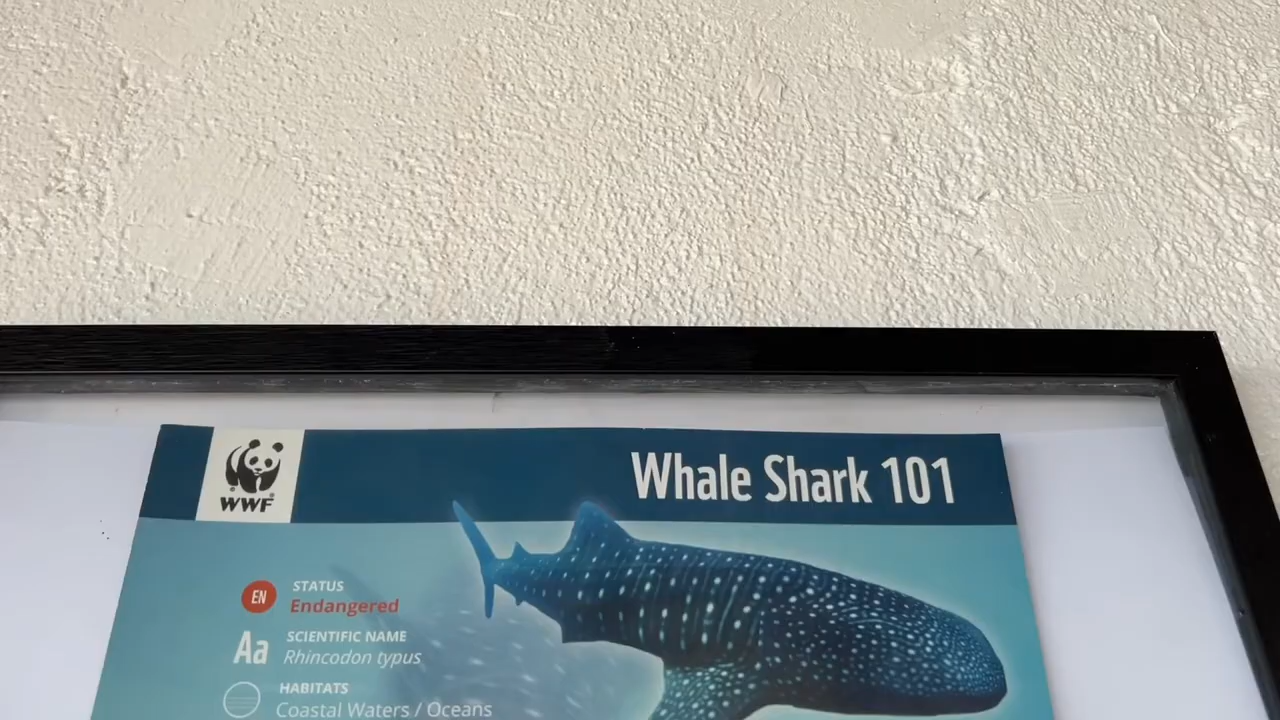 WWF
Whale Shark 101
EN
STATUS
Endangered
Aa
SCIENTIFIC NAME
Rhincodon typus
HABITATS
Coastal Waters / Oceans